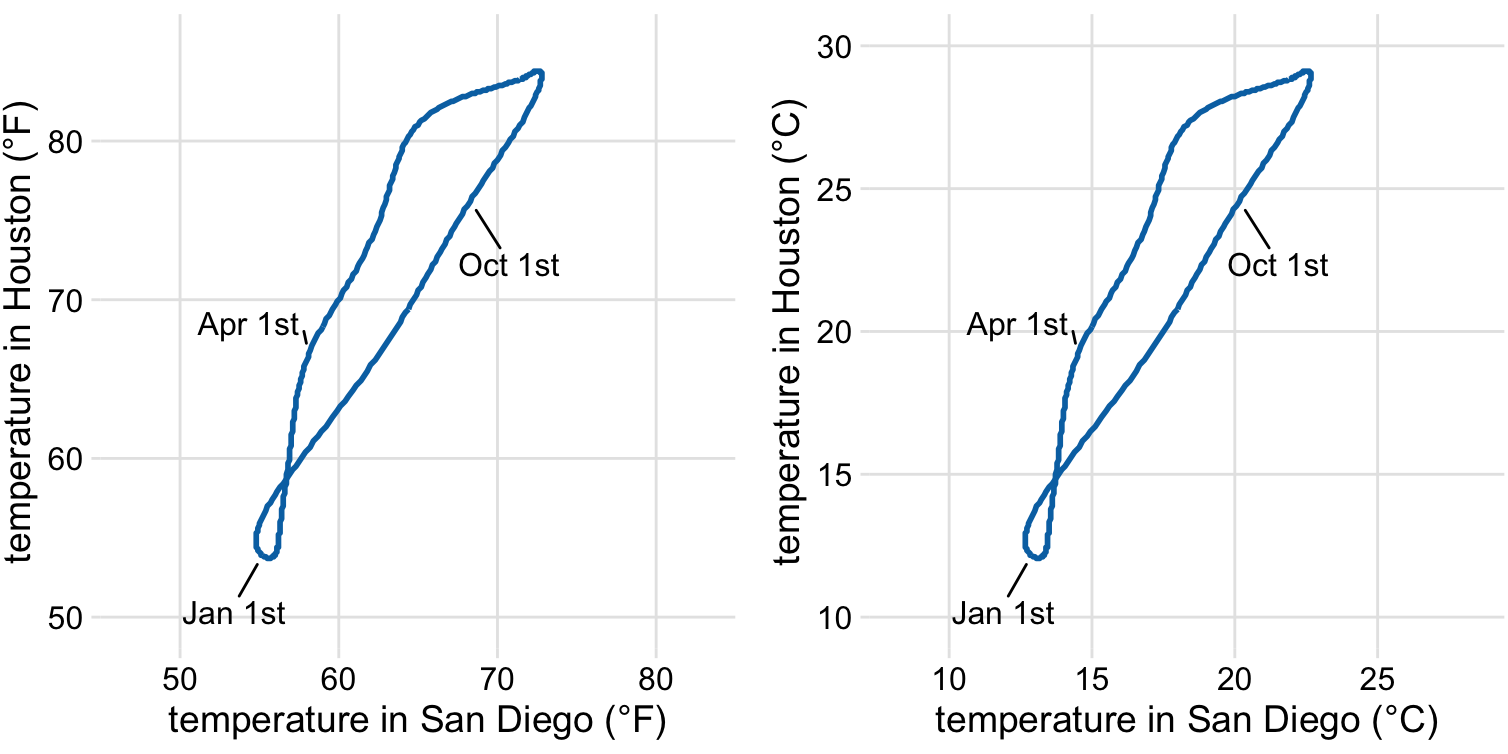 temperature in Houston (°F)
80
70
60
50
Apr 1st
Oct 1st
Jan 1st
50 60 70 80
temperature in San Diego (°F)
temperature in Houston (°C)
30
25
20
15
10
Apr 1st
Oct 1st
Jan 1st
10 15 20 25
temperature in San Diego (°C)